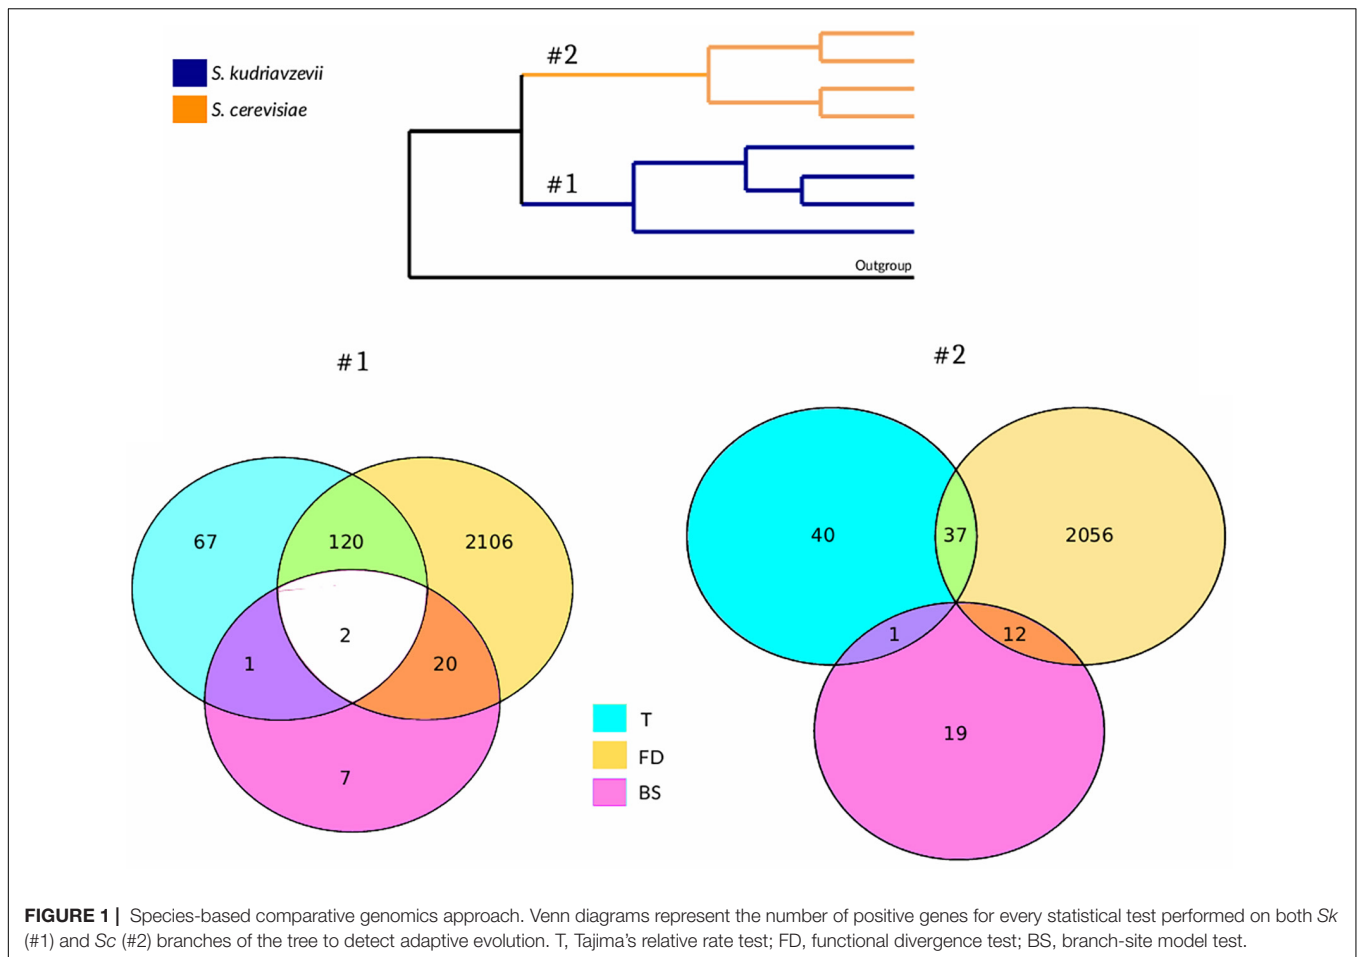 #2
S. kudriavzevii
S. cerevisiae
#1
Outgroup
#1
#2
67
120
2106
2
1
20
7
40
37
2056
1
12
19
T
FD
BS
FIGURE 1 | Species-based comparative genomics approach. Venn diagrams represent the number of positive genes for every statistical test performed on both Sk
(#1) and Sc (#2) branches of the tree to detect adaptive evolution. T, Tajima's relative rate test; FD, functional divergence test; BS, branch-site model test.